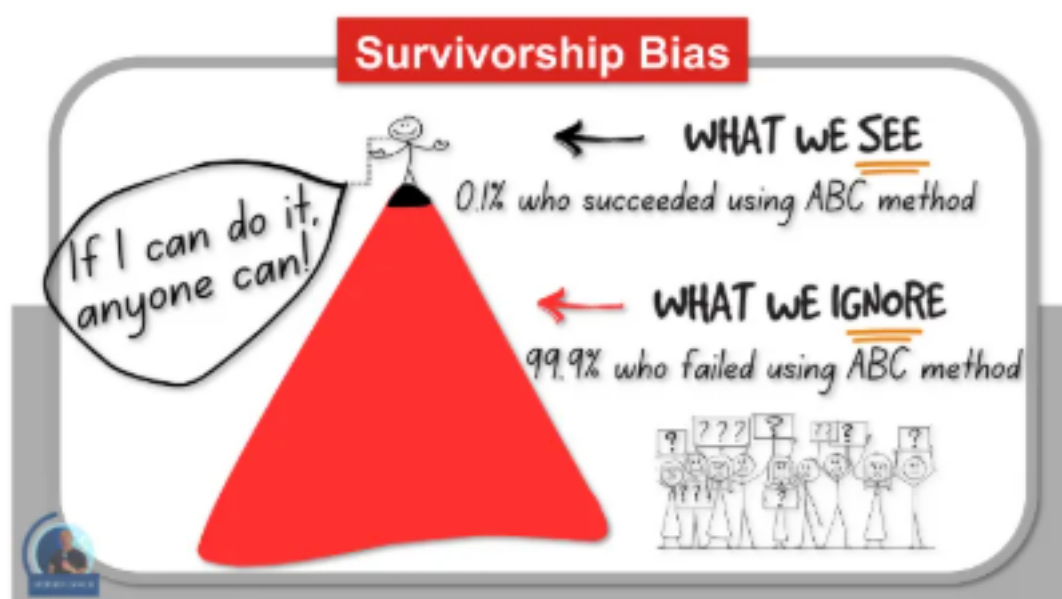 Survivorship Bias
WHAT WE SEE
0.1% who succeeded using ABC method
If I can do it,
anyone can!
WHAT WE IGNORE
99.9% who failed using ABC method
? ? ? ? ? ? ? ? ?
? ? ? ?